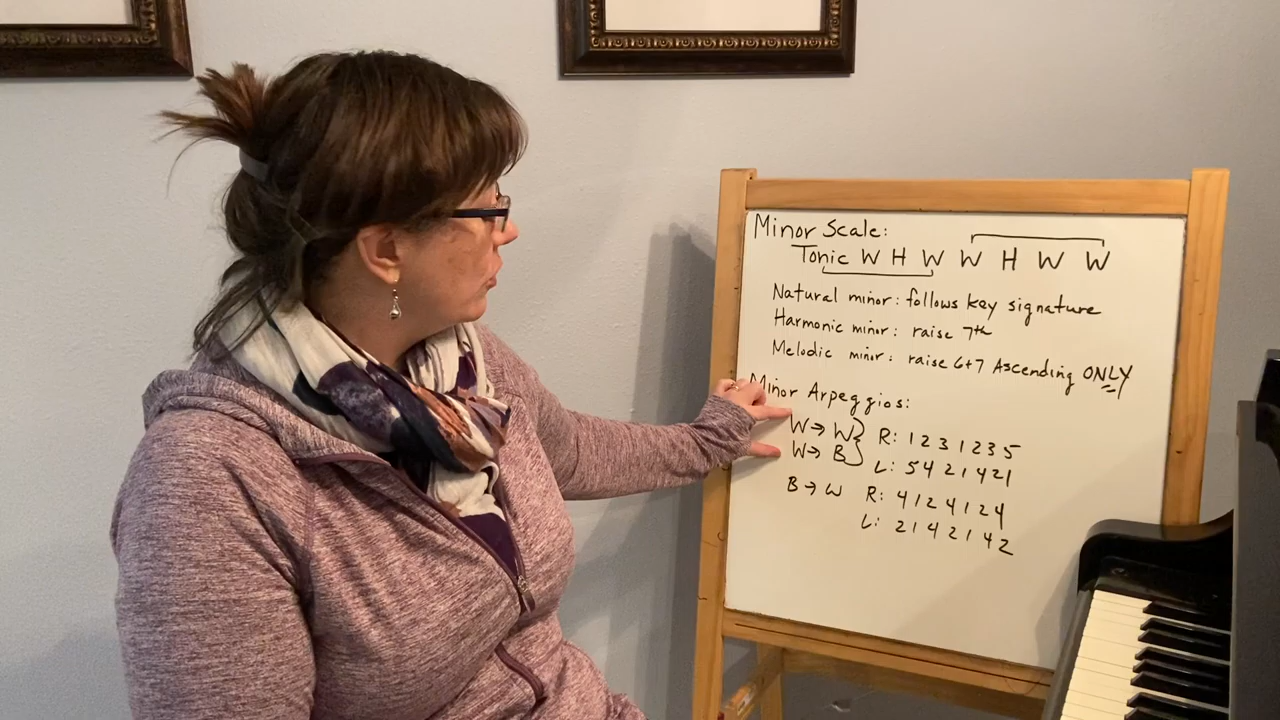 Minor Scale:
Tonic W H W W H W W
Natural minor: follows key signature
Harmonic minor: raise 7th
Melodic minor: raise 6+7 Ascending ONLY
Minor Arpeggios:
W→W R: 1 2 3 1 2 3 5
W→B L: 5 4 2 1 4 2 1
B→W R: 4 1 2 4 1 2 4
L: 2 1 4 2 1 4 2